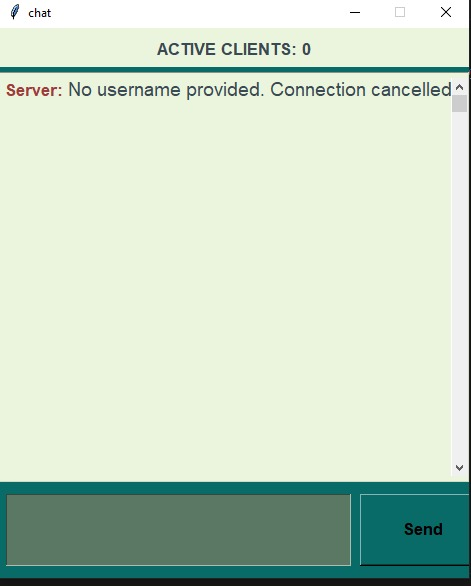 chat
ACTIVE CLIENTS: 0
Server: No username provided. Connection cancelled
Send